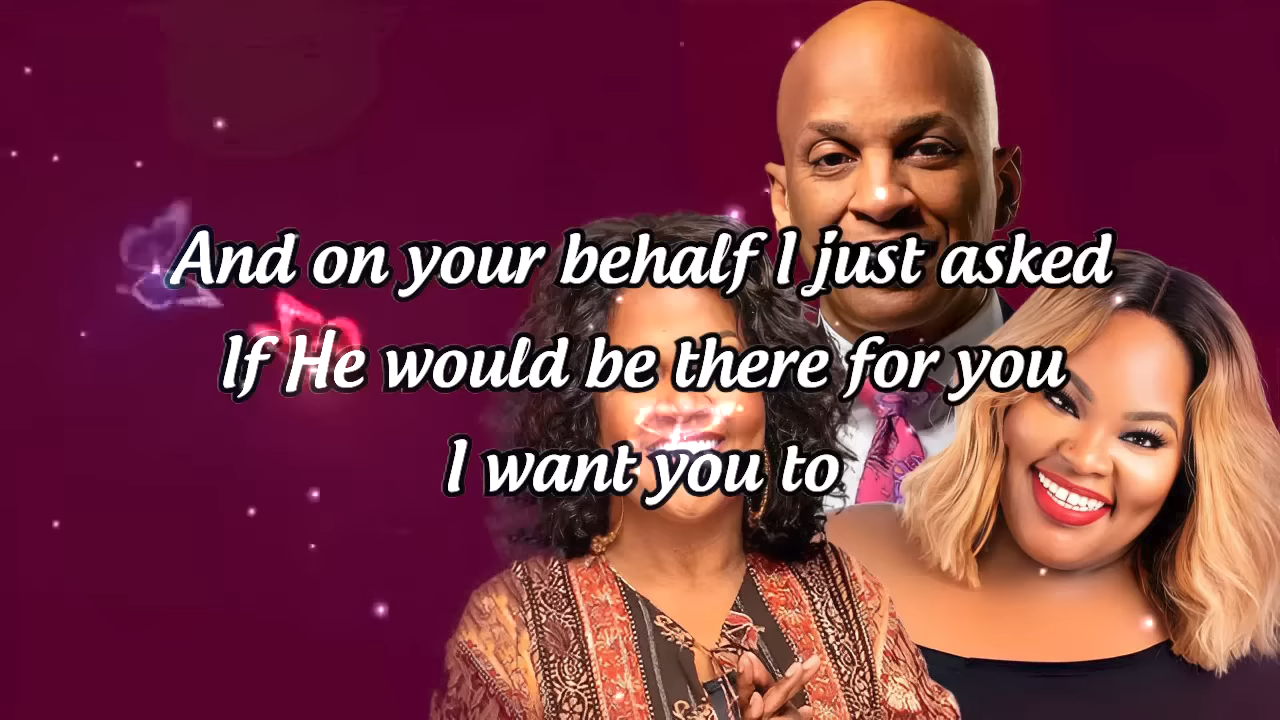 And on your behalf I just asked
If He would be there for you
I want you to